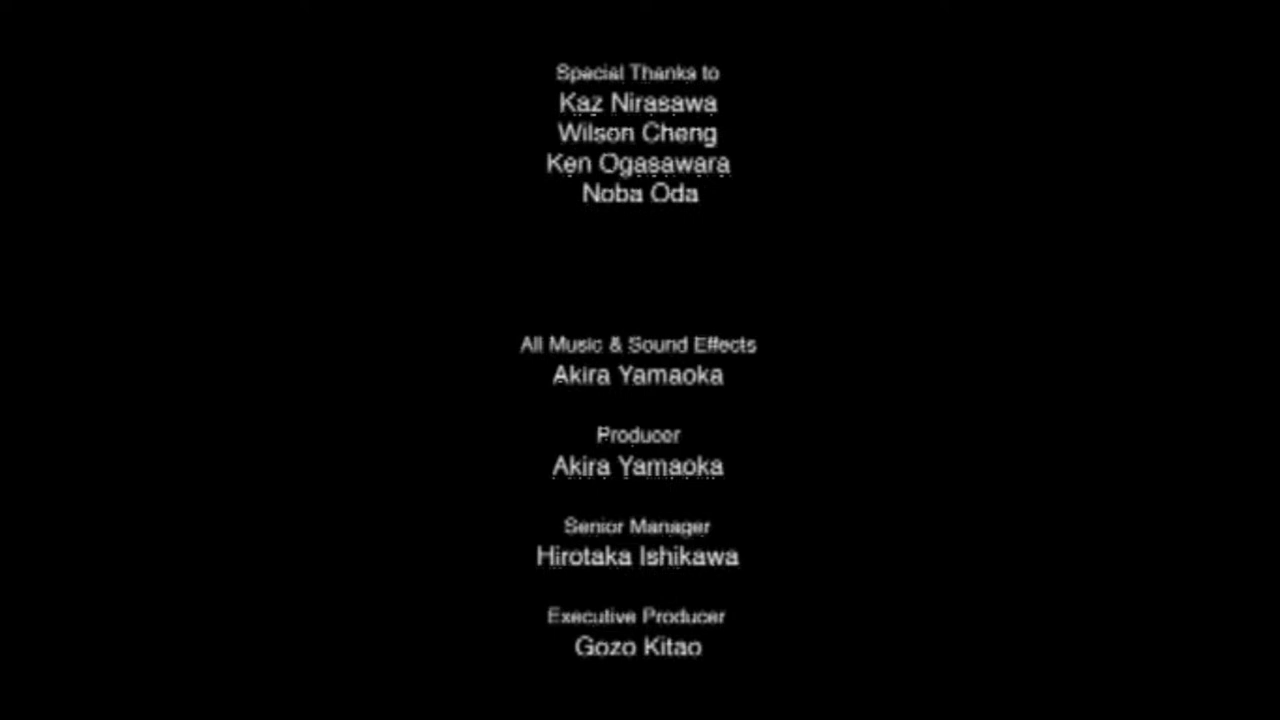 Special Thanks to
Kaz Nirasawa
Wilson Cheng
Ken Ogasawara
Noba Oda
All Music & Sound Effects
Akira Yamaoka
Producer
Akira Yamaoka
Senior Manager
Hirotaka Ishikawa
Executive Producer
Gozo Kitao